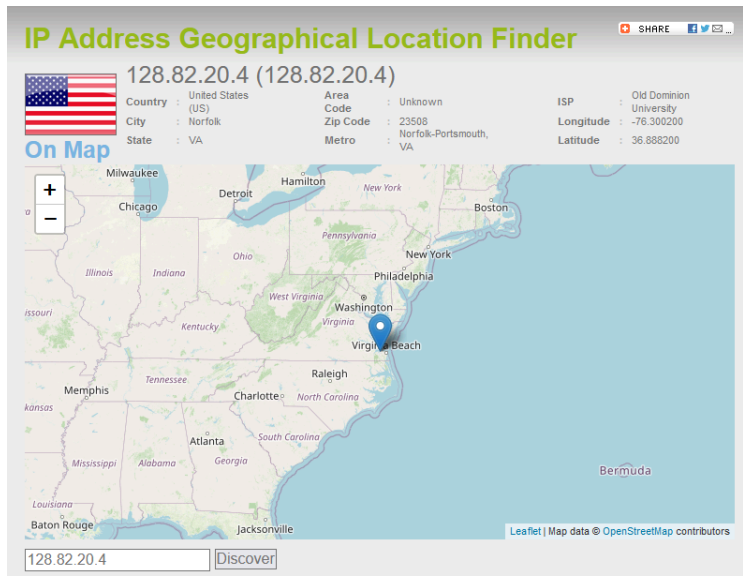 IP Address Geographical Location Finder
SHARE
128.82.20.4 (128.82.20.4)
Country : United States (US)
Area Code : Unknown
ISP : Old Dominion University
City : Norfolk
Zip Code : 23508
Longitude : -76.300200
State : VA
Metro : Norfolk-Portsmouth, VA
Latitude : 36.888200
On Map
+
−
Milwaukee
Hamilton
New York
Detroit
Chicago
Boston
Pennsylvania
New York
Ohio
Illinois
Indiana
Philadelphia
West Virginia
Washington
issouri
Kentucky
Virginia
Virginia Beach
Raleigh
Tennessee
Memphis
Charlotte
North Carolina
kansas
Atlanta
South Carolina
Mississippi
Alabama
Georgia
Bermuda
Louisiana
Baton Rouge
Jacksonville
Leaflet | Map data © OpenStreetMap contributors
128.82.20.4
Discover